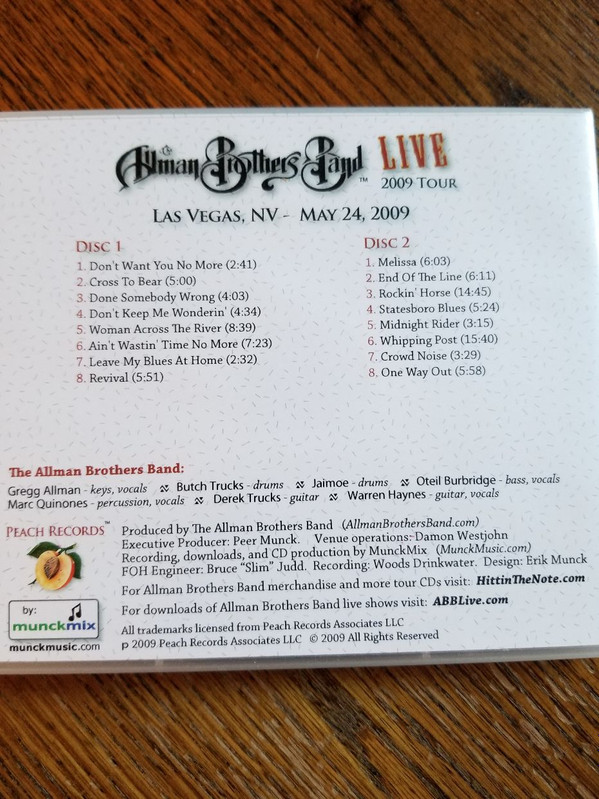 The Allman Brothers Band™ LIVE
2009 TOUR
LAS VEGAS, NV - MAY 24, 2009
DISC 1
1. Don't Want You No More (2:41)
2. Cross To Bear (5:00)
3. Done Somebody Wrong (4:03)
4. Don't Keep Me Wonderin' (4:34)
5. Woman Across The River (8:39)
6. Ain't Wastin' Time No More (7:23)
7. Leave My Blues At Home (2:32)
8. Revival (5:51)
DISC 2
1. Melissa (6:03)
2. End Of The Line (6:11)
3. Rockin' Horse (14:45)
4. Statesboro Blues (5:24)
5. Midnight Rider (3:15)
6. Whipping Post (15:40)
7. Crowd Noise (3:29)
8. One Way Out (5:58)
The Allman Brothers Band:
Gregg Allman - keys, vocals Butch Trucks - drums Jaimoe - drums Oteil Burbridge - bass, vocals
Marc Quinones - percussion, vocals Derek Trucks - guitar Warren Haynes - guitar, vocals
PEACH RECORDS™
by:
munckmix
munckmusic.com
Produced by The Allman Brothers Band (AllmanBrothersBand.com)
Executive Producer: Peer Munck. Venue operations: Damon Westjohn
Recording, downloads, and CD production by MunckMix (MunckMusic.com)
FOH Engineer: Bruce "Slim" Judd. Recording: Woods Drinkwater. Design: Erik Munck
For Allman Brothers Band merchandise and more tour CDs visit: HittinTheNote.com
For downloads of Allman Brothers Band live shows visit: ABBLive.com
All trademarks licensed from Peach Records Associates LLC
p 2009 Peach Records Associates LLC © 2009 All Rights Reserved